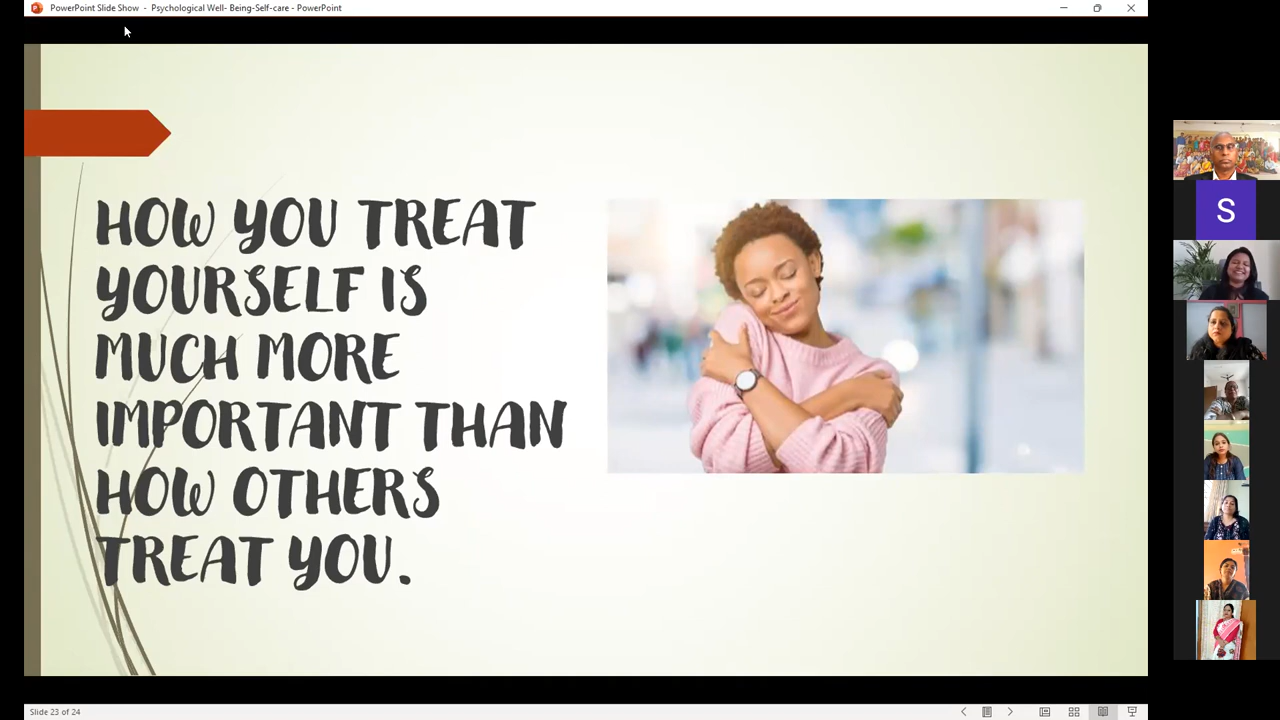 PowerPoint Slide Show - Psychological Well- Being-Self-care - PowerPoint
HOW YOU TREAT
YOURSELF IS
MUCH MORE
IMPORTANT THAN
HOW OTHERS
TREAT YOU.
S
Slide 23 of 24